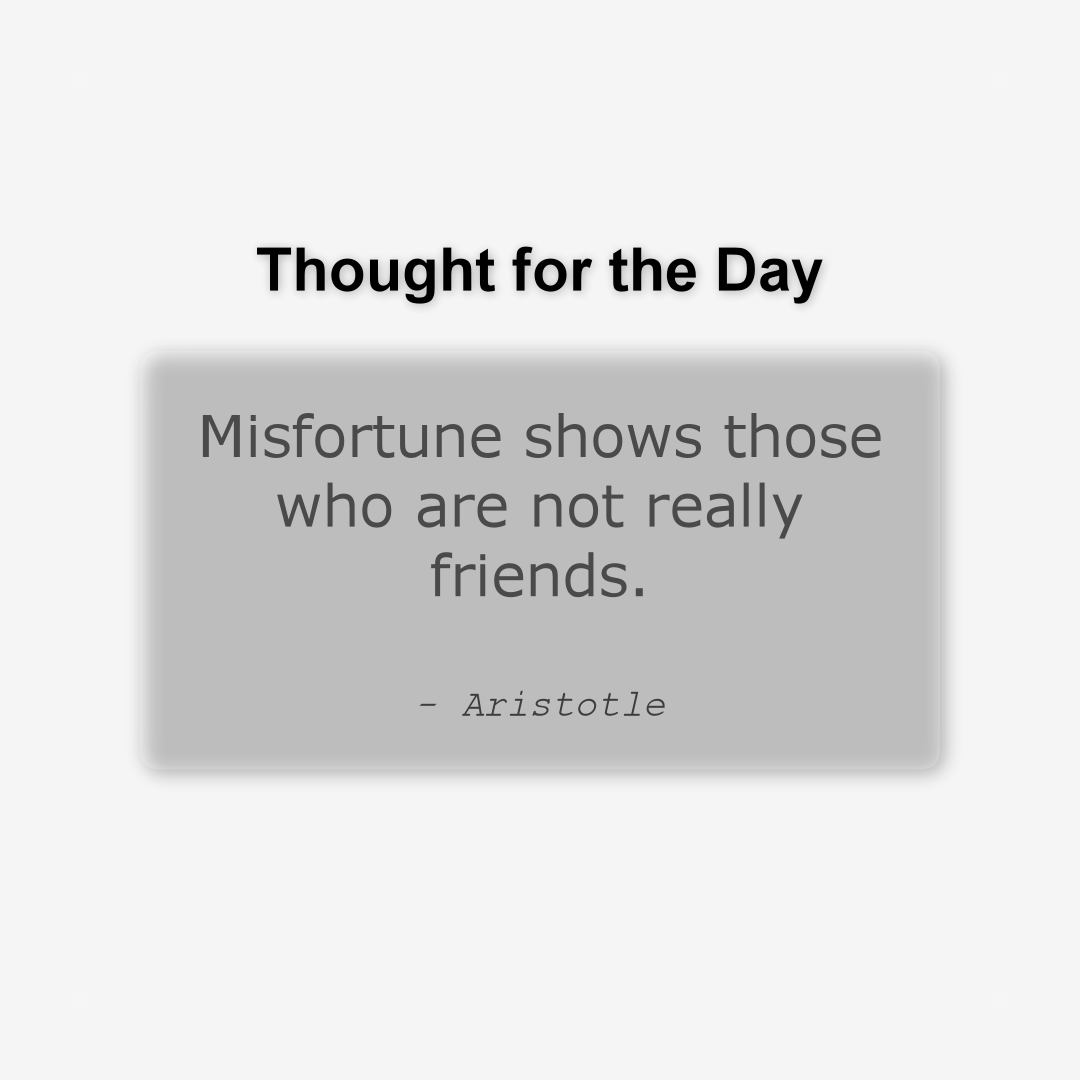 Thought for the Day
Misfortune shows those
who are not really
friends.
- Aristotle